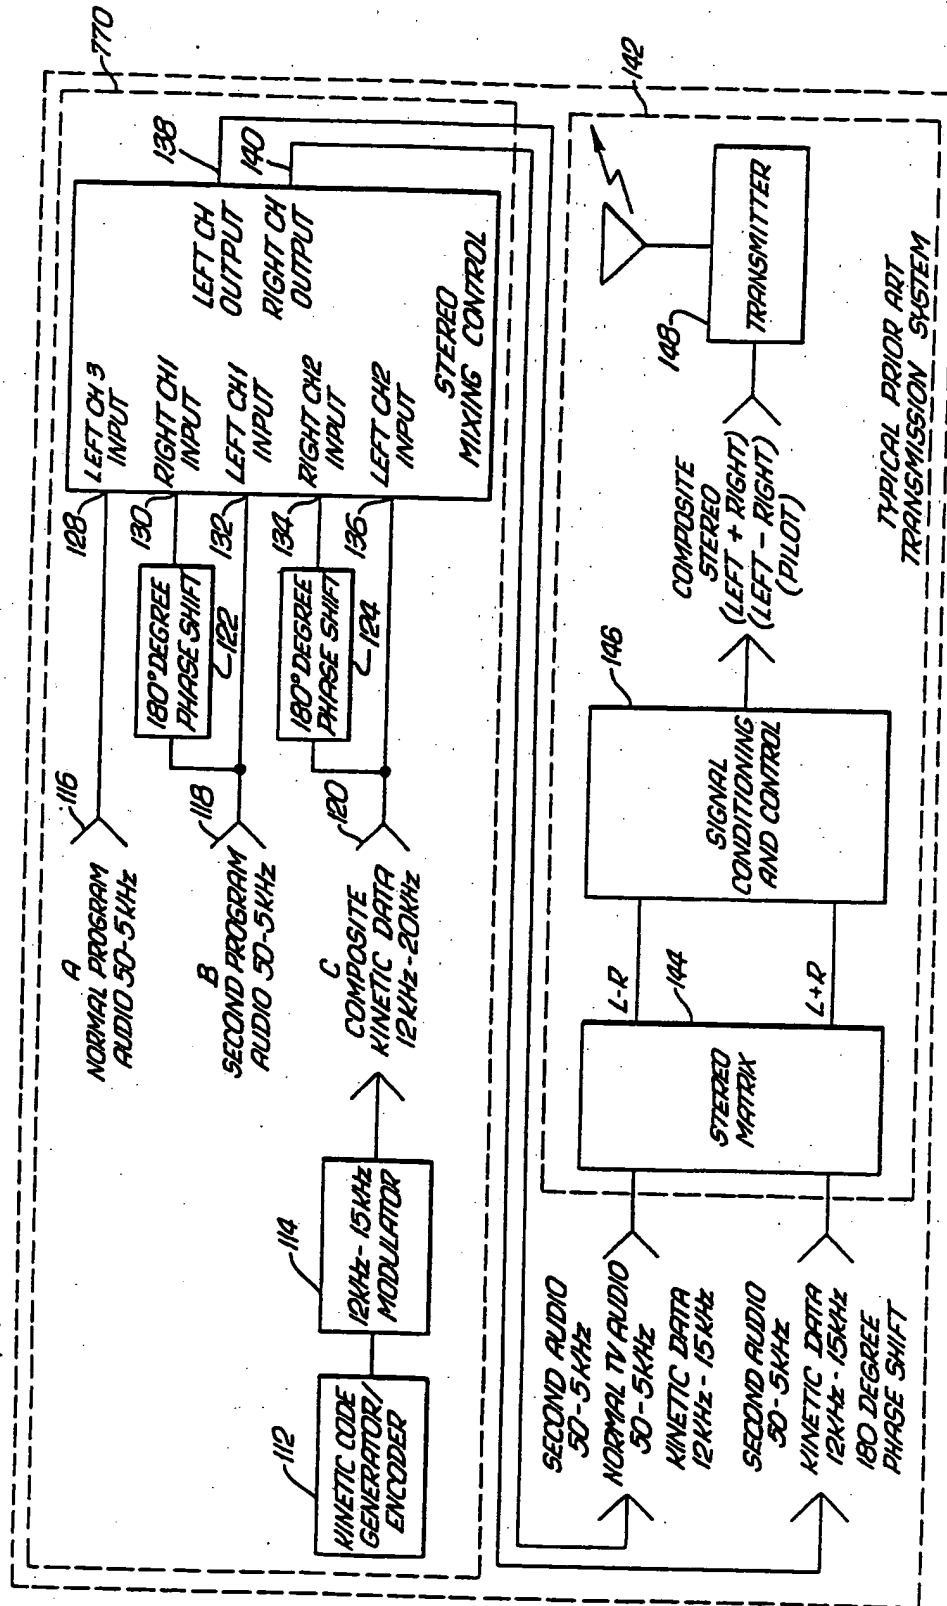 770
A
NORMAL PROGRAM
AUDIO 50-5KHz
116
128
LEFT CH 3
INPUT
B
SECOND PROGRAM
AUDIO 50-5KHz
118
180° DEGREE
PHASE SHIFT
122
130
RIGHT CH1
INPUT
132
LEFT CH1
INPUT
112
KINETIC CODE
GENERATOR/
ENCODER
114
12KHz-15KHz
MODULATOR
C
COMPOSITE
KINETIC DATA
12KHz-20KHz
120
180° DEGREE
PHASE SHIFT
124
134
RIGHT CH2
INPUT
136
LEFT CH2
INPUT
LEFT CH
OUTPUT
RIGHT CH
OUTPUT
STEREO
MIXING CONTROL
138
140
142
SECOND AUDIO
50-5KHz
NORMAL TV AUDIO
50-5KHz
KINETIC DATA
12KHz-15KHz
SECOND AUDIO
50-5KHz
KINETIC DATA
12KHz-15KHz
180 DEGREE
PHASE SHIFT
STEREO
MATRIX
L-R
144
L+R
146
SIGNAL
CONDITIONING
AND CONTROL
COMPOSITE
STEREO
(LEFT + RIGHT)
(LEFT - RIGHT)
(PILOT)
148
TRANSMITTER
TYPICAL PRIOR ART
TRANSMISSION SYSTEM